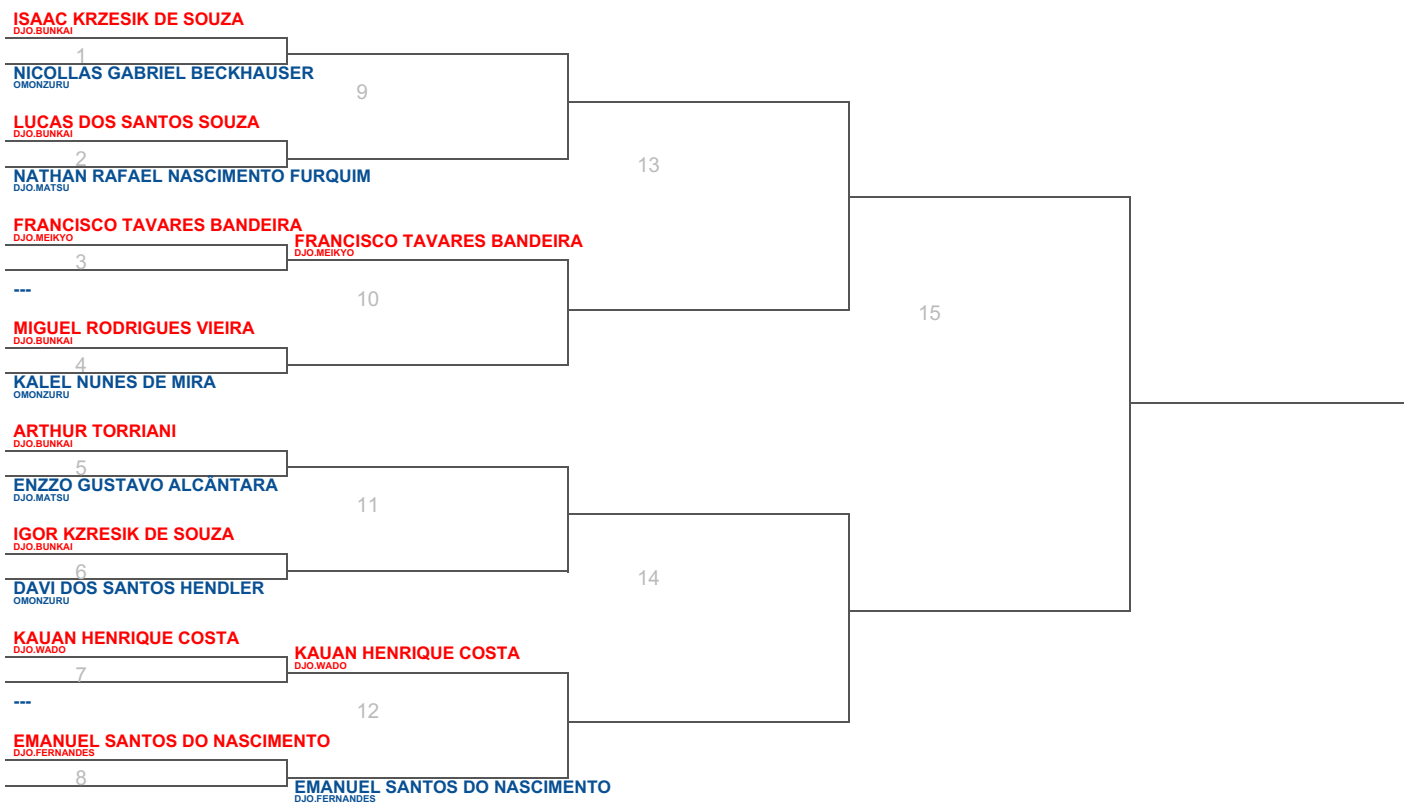 ISAAC KRZESIK DE SOUZA
DJO.BUNKAI
1
NICOLLAS GABRIEL BECKHAUSER
OMONZURU
9
LUCAS DOS SANTOS SOUZA
DJO.BUNKAI
2
NATHAN RAFAEL NASCIMENTO FURQUIM
DJO.MATSU
13
FRANCISCO TAVARES BANDEIRA
DJO.MEIKYO
3
---
FRANCISCO TAVARES BANDEIRA
DJO.MEIKYO
10
15
MIGUEL RODRIGUES VIEIRA
DJO.BUNKAI
4
KALEL NUNES DE MIRA
OMONZURU
ARTHUR TORRIANI
DJO.BUNKAI
5
ENZZO GUSTAVO ALCÂNTARA
DJO.MATSU
11
IGOR KZRESIK DE SOUZA
DJO.BUNKAI
6
DAVI DOS SANTOS HENDLER
OMONZURU
14
KAUAN HENRIQUE COSTA
DJO.WADO
7
---
KAUAN HENRIQUE COSTA
DJO.WADO
12
EMANUEL SANTOS DO NASCIMENTO
DJO.FERNANDES
8
EMANUEL SANTOS DO NASCIMENTO
DJO.FERNANDES